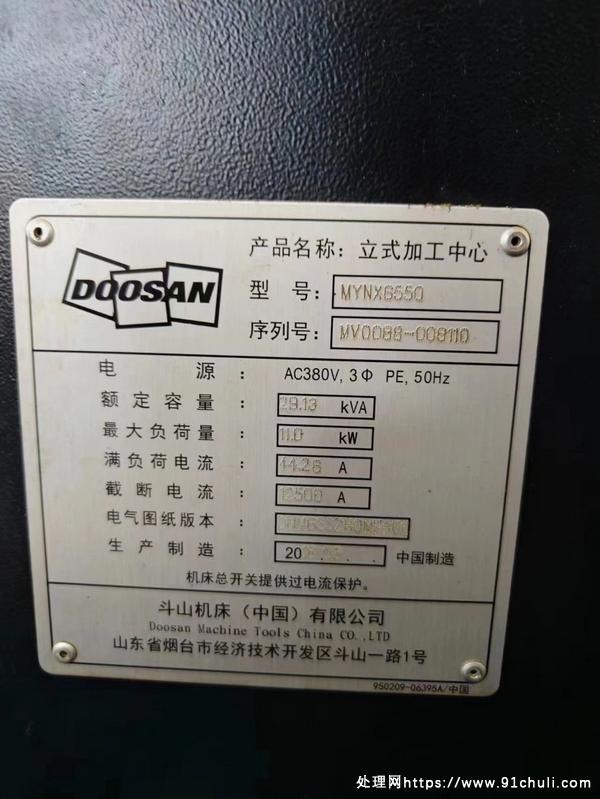 DOOSAN
产品名称：立式加工中心
型 号： MYNX6550
序列号： MV0088-008110
电 源 ： AC380V, 3Φ PE, 50Hz
额定容量 ： 29.13 kVA
最大负荷量 ： 11.0 kW
满负荷电流 ： 44.26 A
截断电流 ： 12500 A
电气图纸版本 ：
生产制造 ： 20 中国制造
机床总开关提供过电流保护。
斗山机床（中国）有限公司
Doosan Machine Tools China CO.,LTD
山东省烟台市经济技术开发区斗山一路1号
950209-06395A/中国
处理网https://www.91chuli.com/